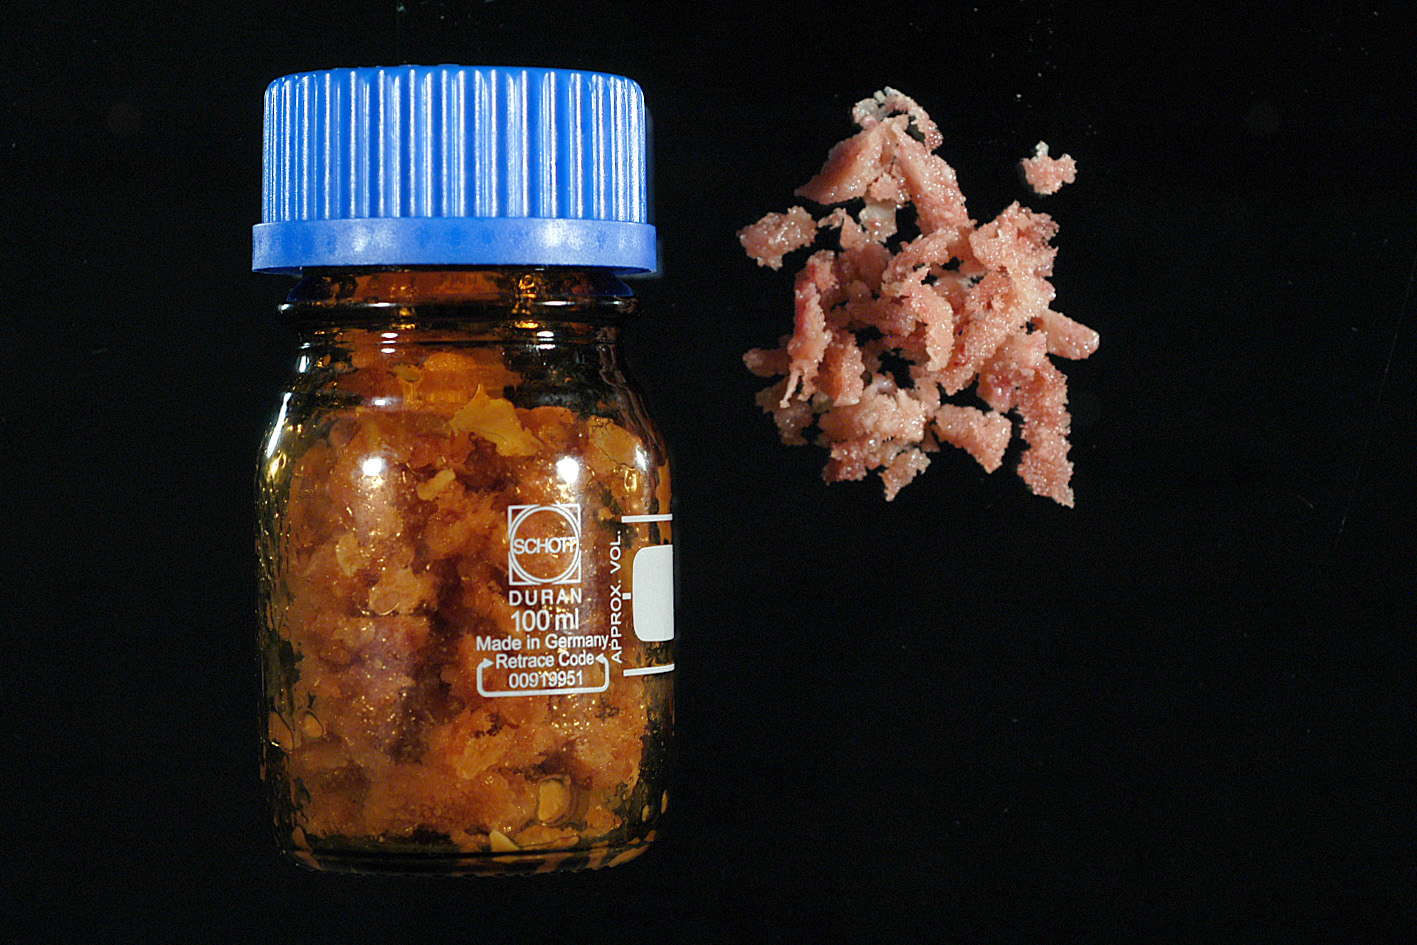 SCHOTT
DURAN
100 ml
Made in Germany
Retrace Code
00919951
APPROX. VOL.